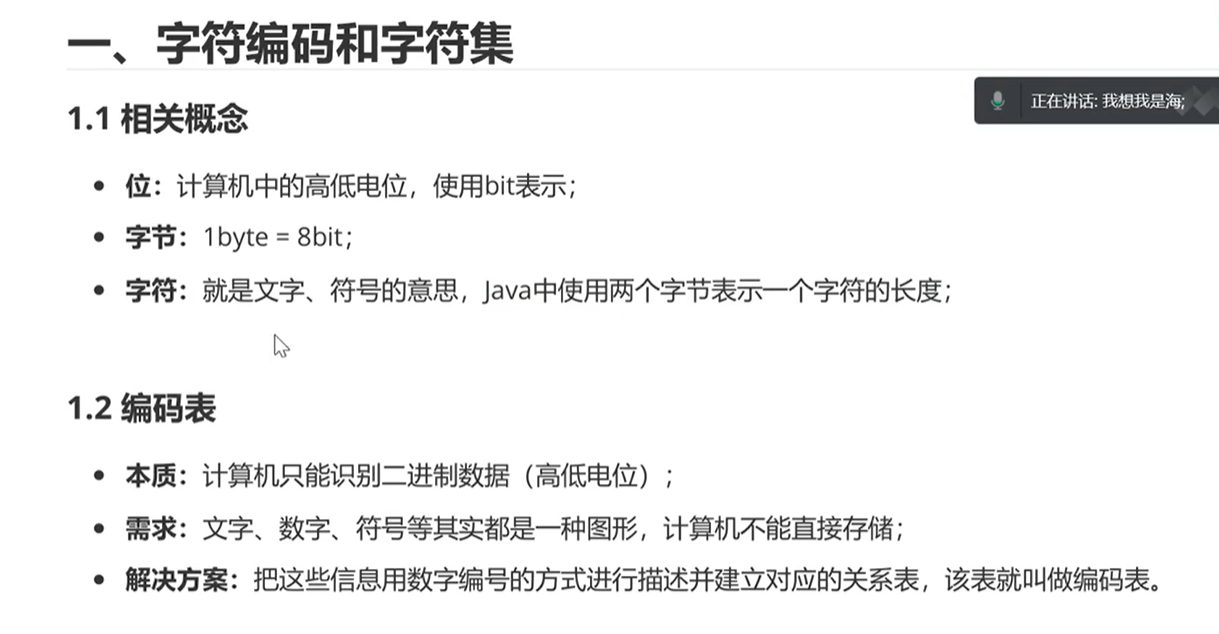 一、字符编码和字符集
1.1 相关概念
正在讲话: 我想我是海;
位：计算机中的高低电位，使用bit表示；
字节：1byte = 8bit；
字符：就是文字、符号的意思，Java中使用两个字节表示一个字符的长度；
1.2 编码表
本质：计算机只能识别二进制数据（高低电位）；
需求：文字、数字、符号等其实都是一种图形，计算机不能直接存储；
解决方案：把这些信息用数字编号的方式进行描述并建立对应的关系表，该表就叫做编码表。